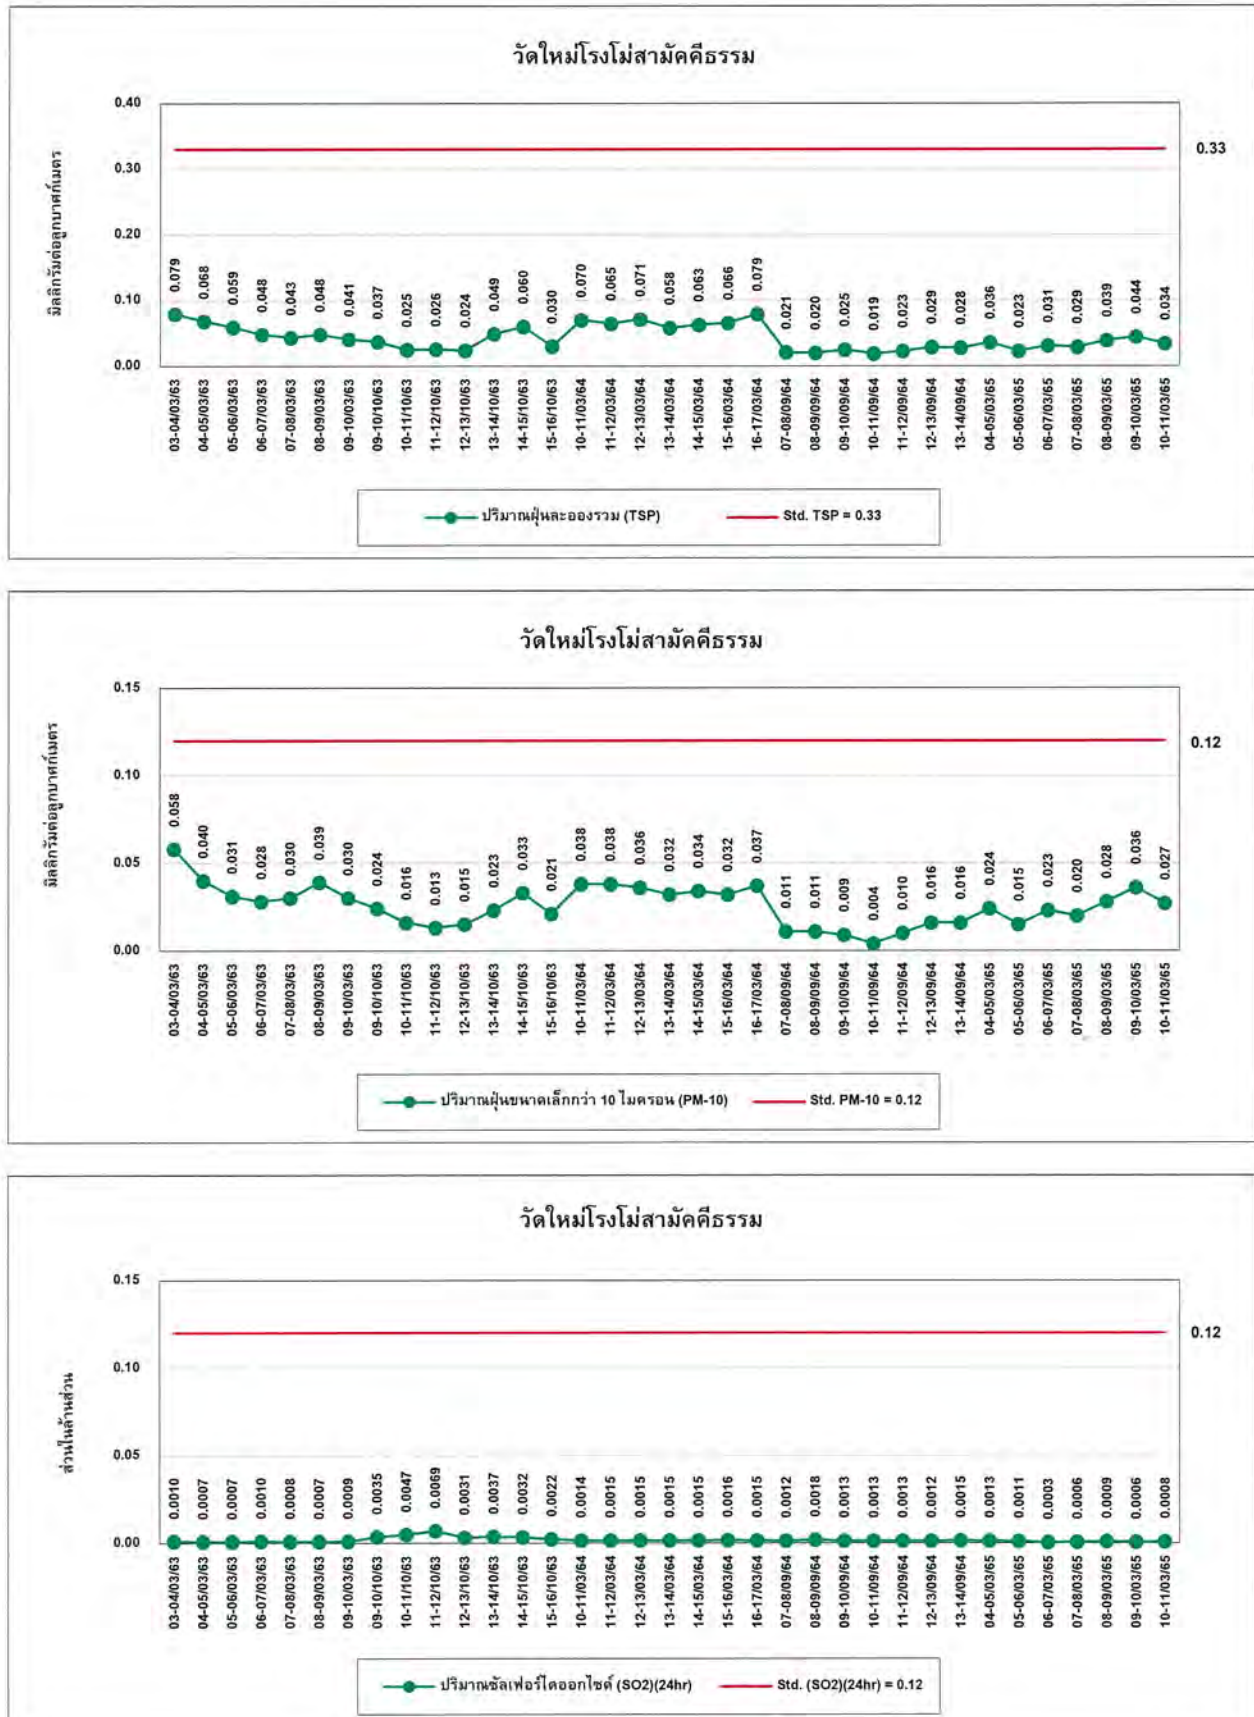 วัดใหม่โรงโม่สามัคคีธรรม
มิลลิกรัมต่อลูกบาศก์เมตร
0.40
0.30
0.20
0.10
0.00
0.33
0.079 0.068 0.059 0.048 0.043 0.048 0.041 0.037 0.025 0.026 0.024 0.049 0.060 0.030 0.070 0.065 0.071 0.058 0.063 0.066 0.079 0.021 0.020 0.025 0.019 0.023 0.029 0.028 0.036 0.023 0.031 0.029 0.039 0.044 0.034
03-04/03/63 04-05/03/63 05-06/03/63 06-07/03/63 07-08/03/63 08-09/03/63 09-10/03/63 09-10/10/63 10-11/10/63 11-12/10/63 12-13/10/63 13-14/10/63 14-15/10/63 15-16/10/63 10-11/03/64 11-12/03/64 12-13/03/64 13-14/03/64 14-15/03/64 15-16/03/64 16-17/03/64 07-08/09/64 08-09/09/64 09-10/09/64 10-11/09/64 11-12/09/64 12-13/09/64 13-14/09/64 04-05/03/65 05-06/03/65 06-07/03/65 07-08/03/65 08-09/03/65 09-10/03/65 10-11/03/65
ปริมาณฝุ่นละอองรวม (TSP) Std. TSP = 0.33
วัดใหม่โรงโม่สามัคคีธรรม
มิลลิกรัมต่อลูกบาศก์เมตร
0.15
0.10
0.05
0.00
0.12
0.058 0.040 0.031 0.028 0.030 0.039 0.030 0.024 0.016 0.013 0.015 0.023 0.033 0.021 0.038 0.038 0.036 0.032 0.034 0.032 0.037 0.011 0.011 0.009 0.004 0.010 0.016 0.016 0.024 0.015 0.023 0.020 0.028 0.036 0.027
03-04/03/63 04-05/03/63 05-06/03/63 06-07/03/63 07-08/03/63 08-09/03/63 09-10/03/63 09-10/10/63 10-11/10/63 11-12/10/63 12-13/10/63 13-14/10/63 14-15/10/63 15-16/10/63 10-11/03/64 11-12/03/64 12-13/03/64 13-14/03/64 14-15/03/64 15-16/03/64 16-17/03/64 07-08/09/64 08-09/09/64 09-10/09/64 10-11/09/64 11-12/09/64 12-13/09/64 13-14/09/64 04-05/03/65 05-06/03/65 06-07/03/65 07-08/03/65 08-09/03/65 09-10/03/65 10-11/03/65
ปริมาณฝุ่นขนาดเล็กกว่า 10 ไมครอน (PM-10) Std. PM-10 = 0.12
วัดใหม่โรงโม่สามัคคีธรรม
ส่วนในล้านส่วน
0.15
0.10
0.05
0.00
0.12
0.0010 0.0007 0.0007 0.0010 0.0008 0.0007 0.0009 0.0035 0.0047 0.0069 0.0031 0.0037 0.0032 0.0022 0.0014 0.0015 0.0015 0.0015 0.0015 0.0016 0.0015 0.0012 0.0018 0.0013 0.0013 0.0013 0.0012 0.0015 0.0013 0.0011 0.0003 0.0006 0.0009 0.0006 0.0008
03-04/03/63 04-05/03/63 05-06/03/63 06-07/03/63 07-08/03/63 08-09/03/63 09-10/03/63 09-10/10/63 10-11/10/63 11-12/10/63 12-13/10/63 13-14/10/63 14-15/10/63 15-16/10/63 10-11/03/64 11-12/03/64 12-13/03/64 13-14/03/64 14-15/03/64 15-16/03/64 16-17/03/64 07-08/09/64 08-09/09/64 09-10/09/64 10-11/09/64 11-12/09/64 12-13/09/64 13-14/09/64 04-05/03/65 05-06/03/65 06-07/03/65 07-08/03/65 08-09/03/65 09-10/03/65 10-11/03/65
ปริมาณซัลเฟอร์ไดออกไซด์ (SO2)(24hr) Std. (SO2)(24hr) = 0.12